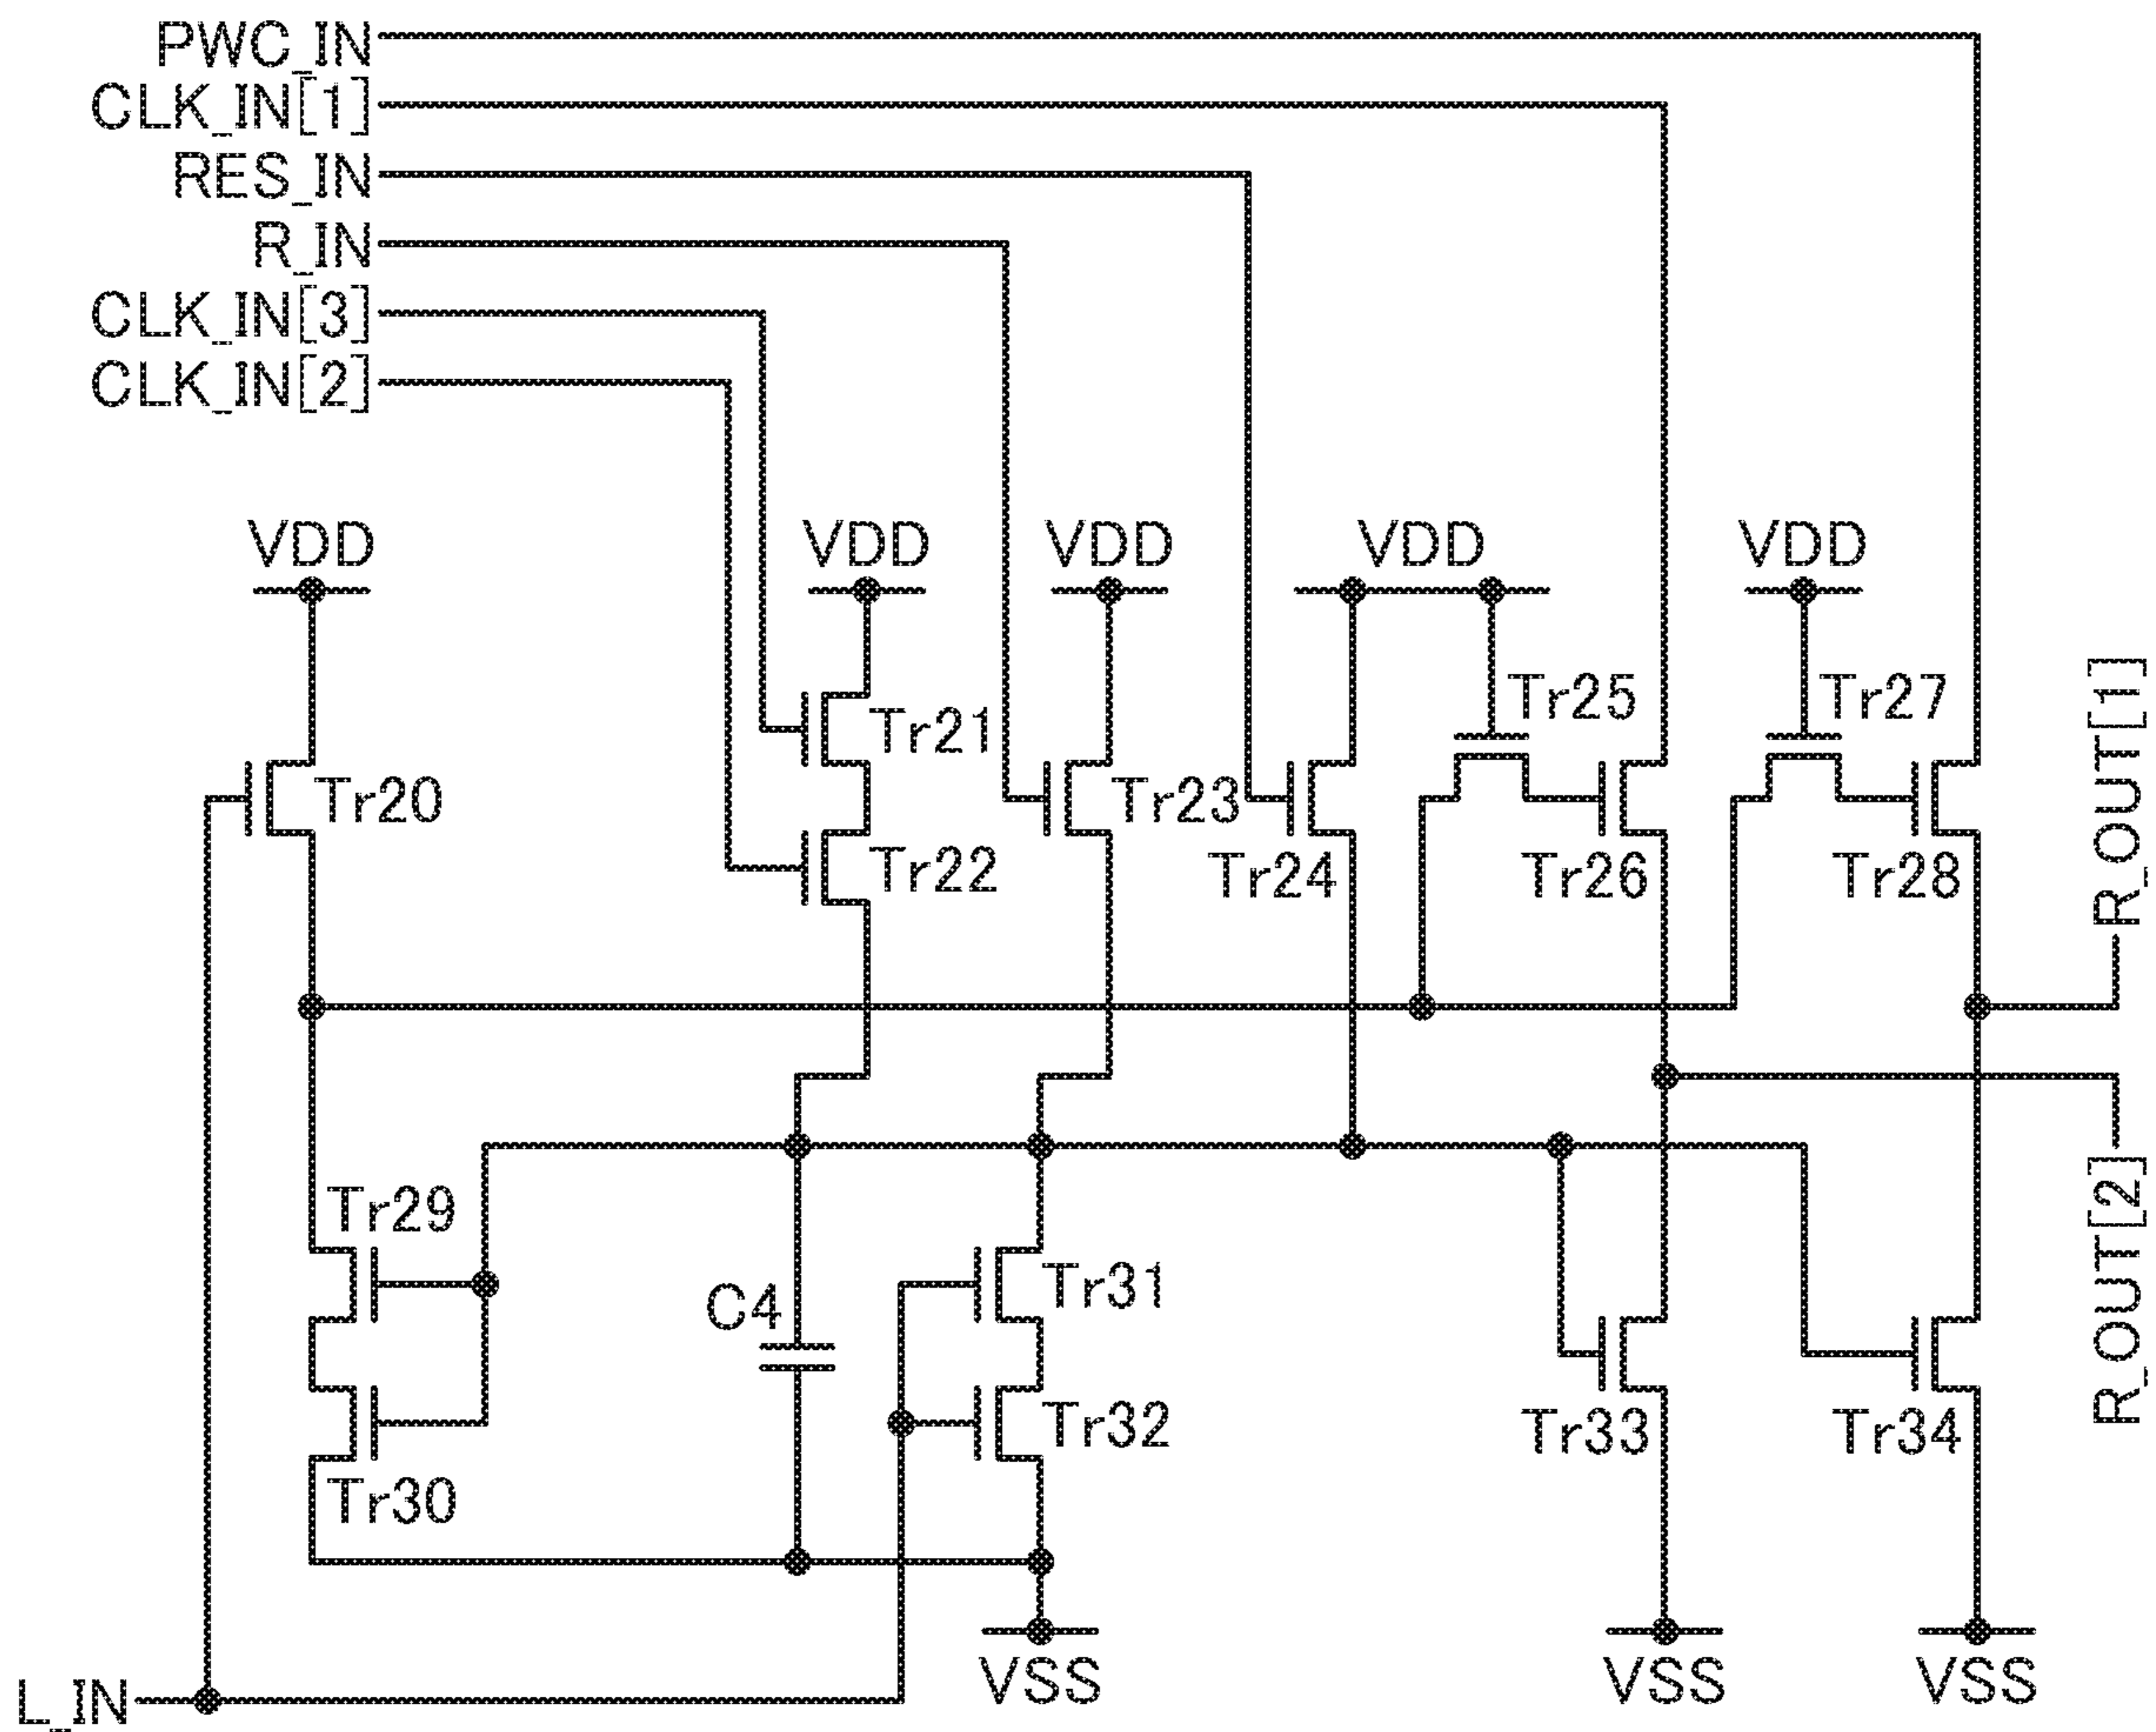 PWC_IN
CLK_IN[1]
RES_IN
R_IN
CLK_IN[3]
CLK_IN[2]
VDD
VDD
VDD
VDD
VDD
Tr25
Tr27
R_OUT[1]
Tr21
Tr20
Tr23
Tr22
Tr24
Tr26
Tr28
Tr29
R_OUT[2]
C4
Tr31
Tr32
Tr33
Tr34
Tr30
VSS
VSS
VSS
L_IN